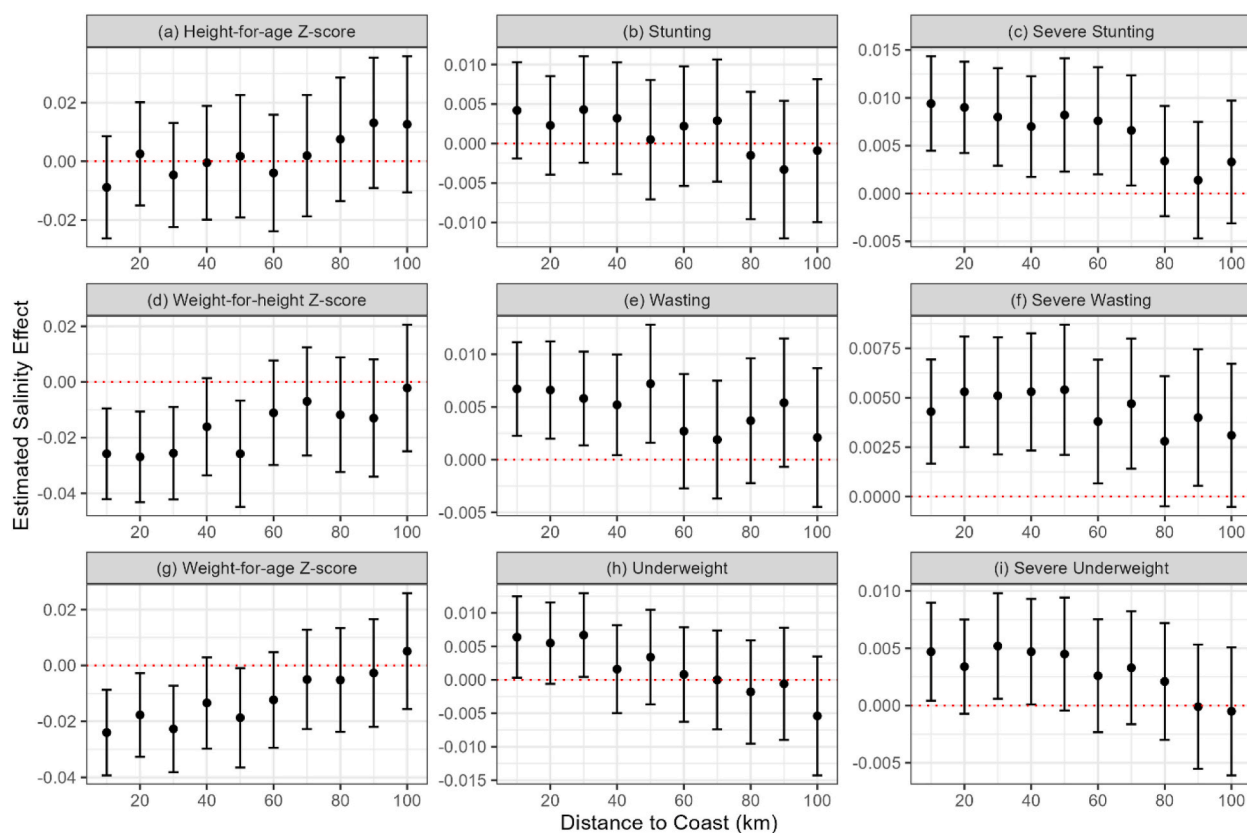 (a) Height-for-age Z-score
(b) Stunting
(c) Severe Stunting
0.02
0.00
-0.02
0.010
0.005
0.000
-0.005
-0.010
0.015
0.010
0.005
0.000
-0.005
20 40 60 80 100
20 40 60 80 100
20 40 60 80 100
Estimated Salinity Effect
(d) Weight-for-height Z-score
(e) Wasting
(f) Severe Wasting
0.02
0.00
-0.02
-0.04
0.010
0.005
0.000
-0.005
0.0075
0.0050
0.0025
0.0000
20 40 60 80 100
20 40 60 80 100
20 40 60 80 100
(g) Weight-for-age Z-score
(h) Underweight
(i) Severe Underweight
0.02
0.00
-0.02
-0.04
0.010
0.005
0.000
-0.005
-0.010
-0.015
0.010
0.005
0.000
-0.005
20 40 60 80 100
20 40 60 80 100
20 40 60 80 100
Distance to Coast (km)